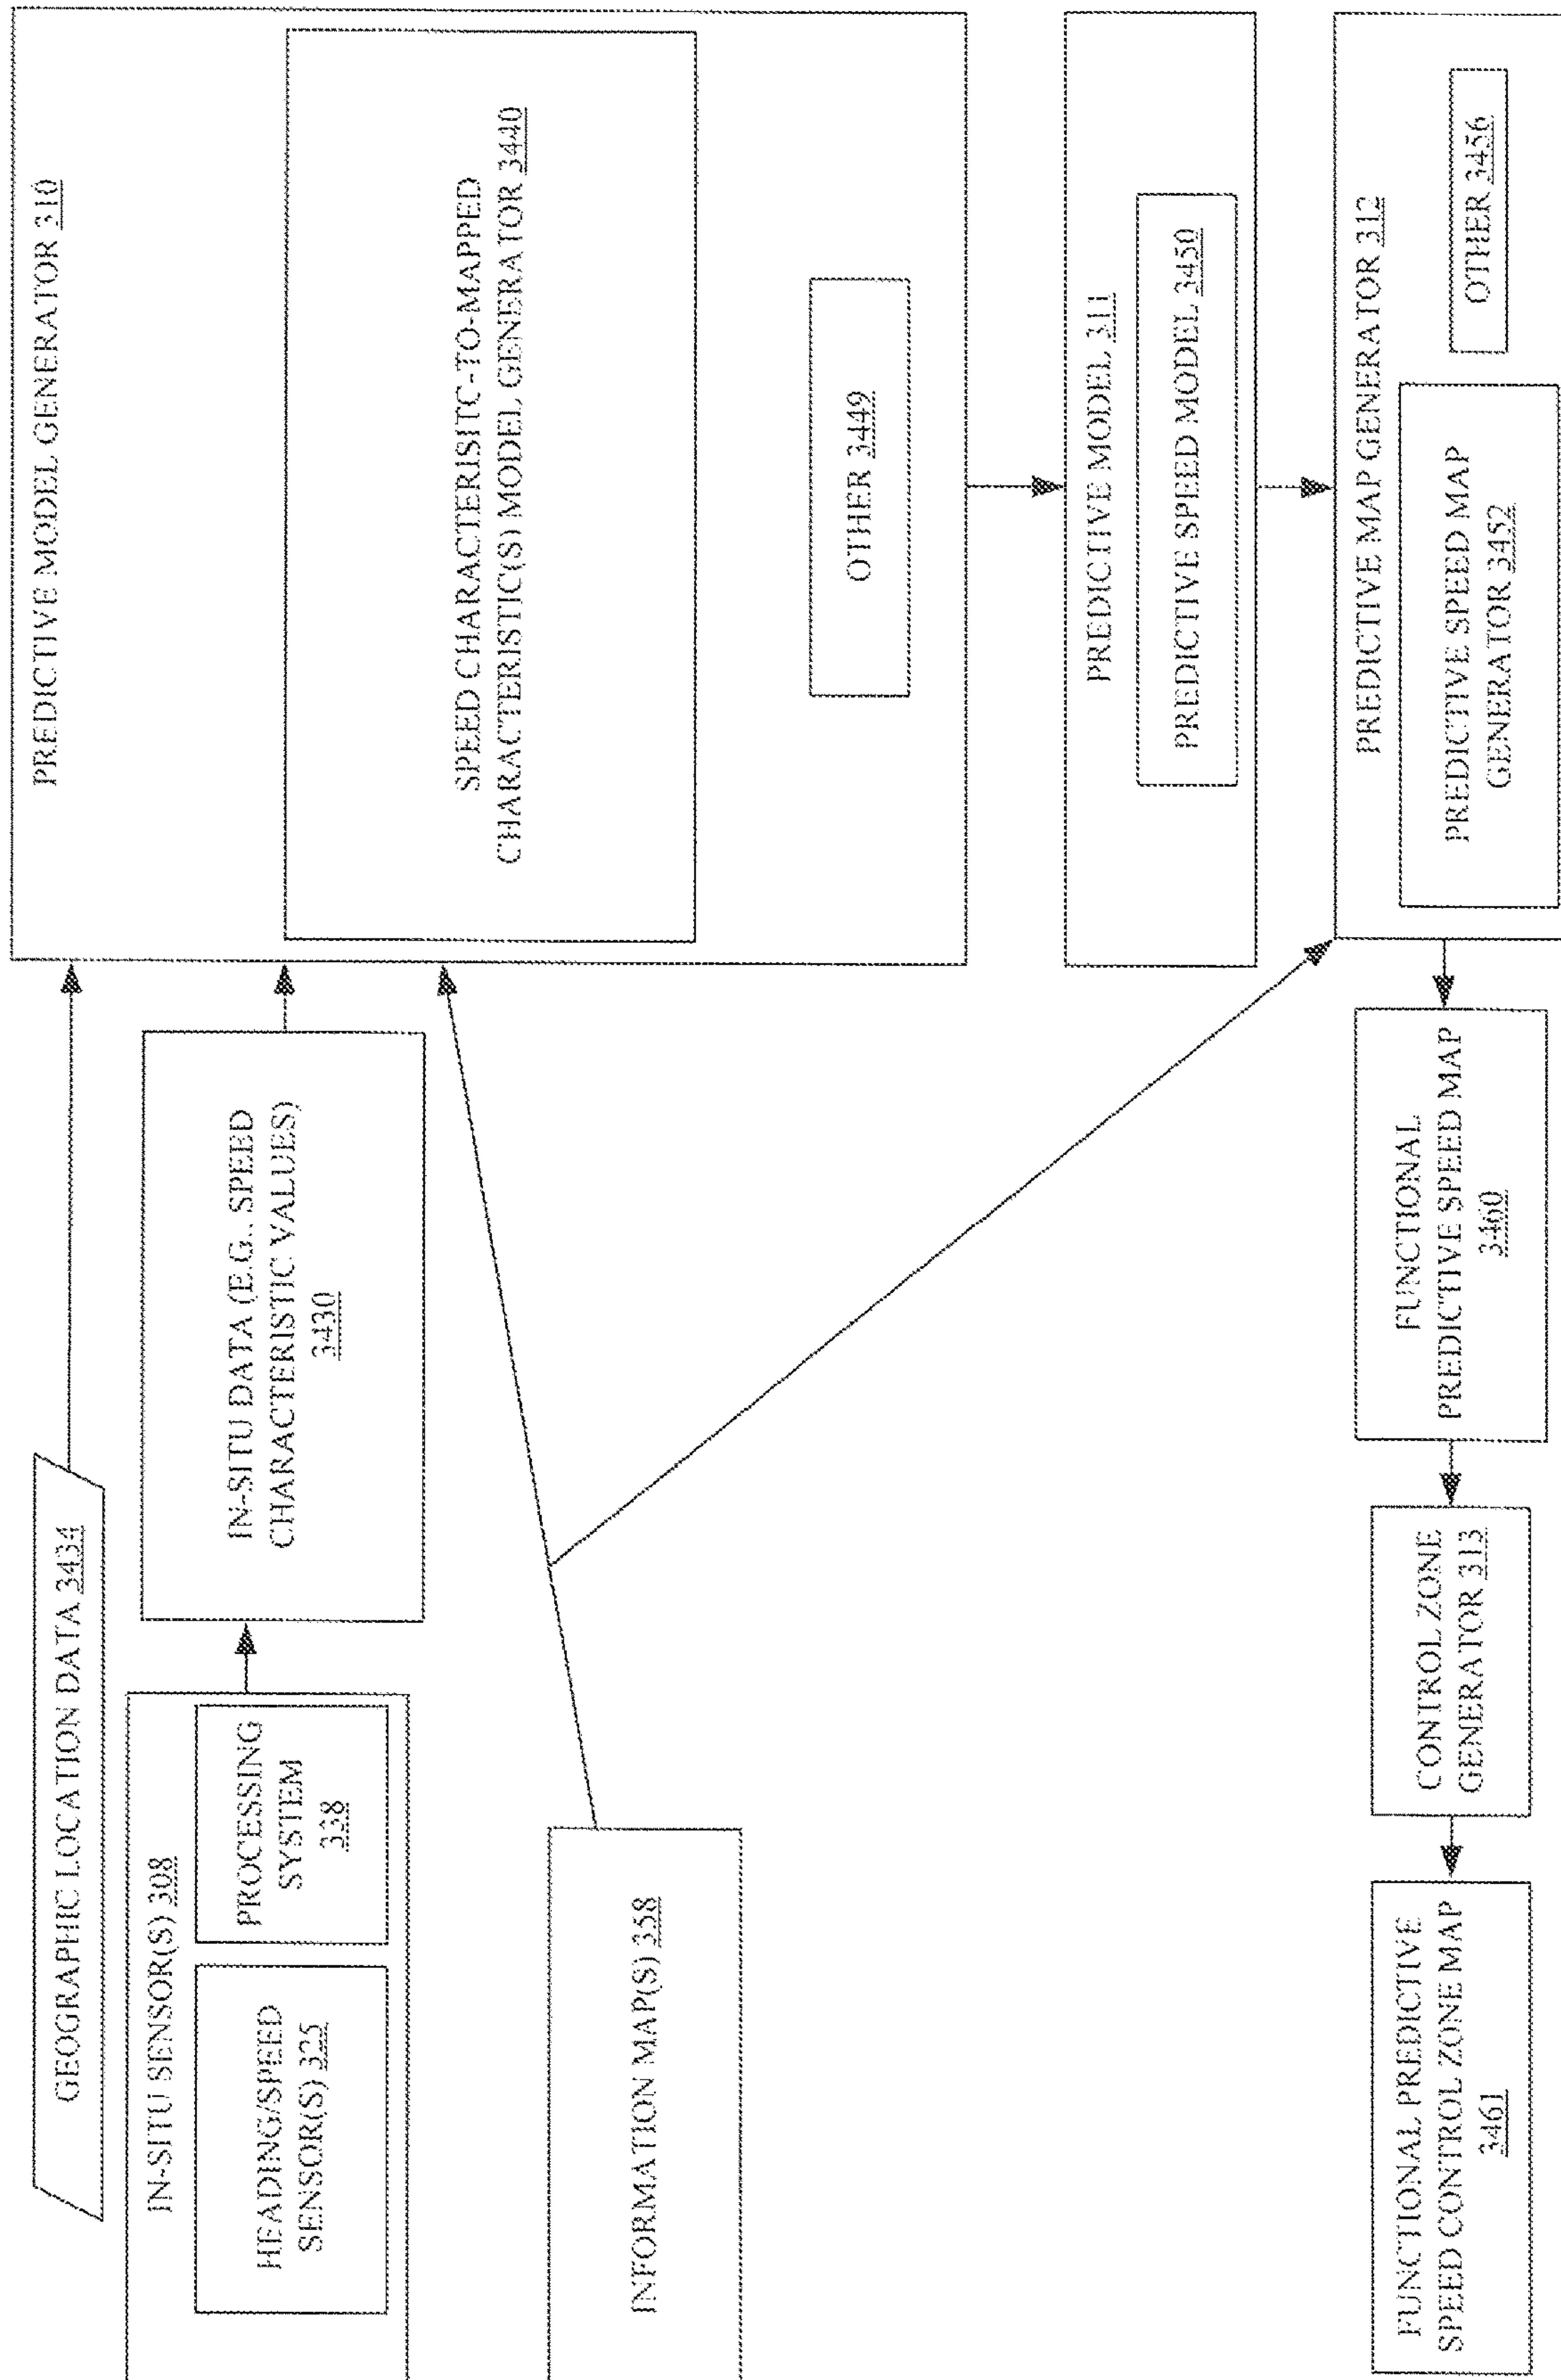 GEOGRAPHIC LOCATION DATA 3434
IN-SITU SENSOR(S) 308
HEADING/SPEED
SENSOR(S) 325
PROCESSING
SYSTEM
338
IN-SITU DATA (E.G., SPEED
CHARACTERISTIC VALUES)
3430
INFORMATION MAP(S) 358
PREDICTIVE MODEL GENERATOR 310
SPEED CHARACTERISITC-TO-MAPPED
CHARACTERISTIC(S) MODEL GENERATOR 3440
OTHER 3449
PREDICTIVE MODEL 311
PREDICTIVE SPEED MODEL 3450
PREDICTIVE MAP GENERATOR 312
PREDICTIVE SPEED MAP
GENERATOR 3452
OTHER 3456
FUNCTIONAL
PREDICTIVE SPEED MAP
3460
CONTROL ZONE
GENERATOR 313
FUNCTIONAL PREDICTIVE
SPEED CONTROL ZONE MAP
3461